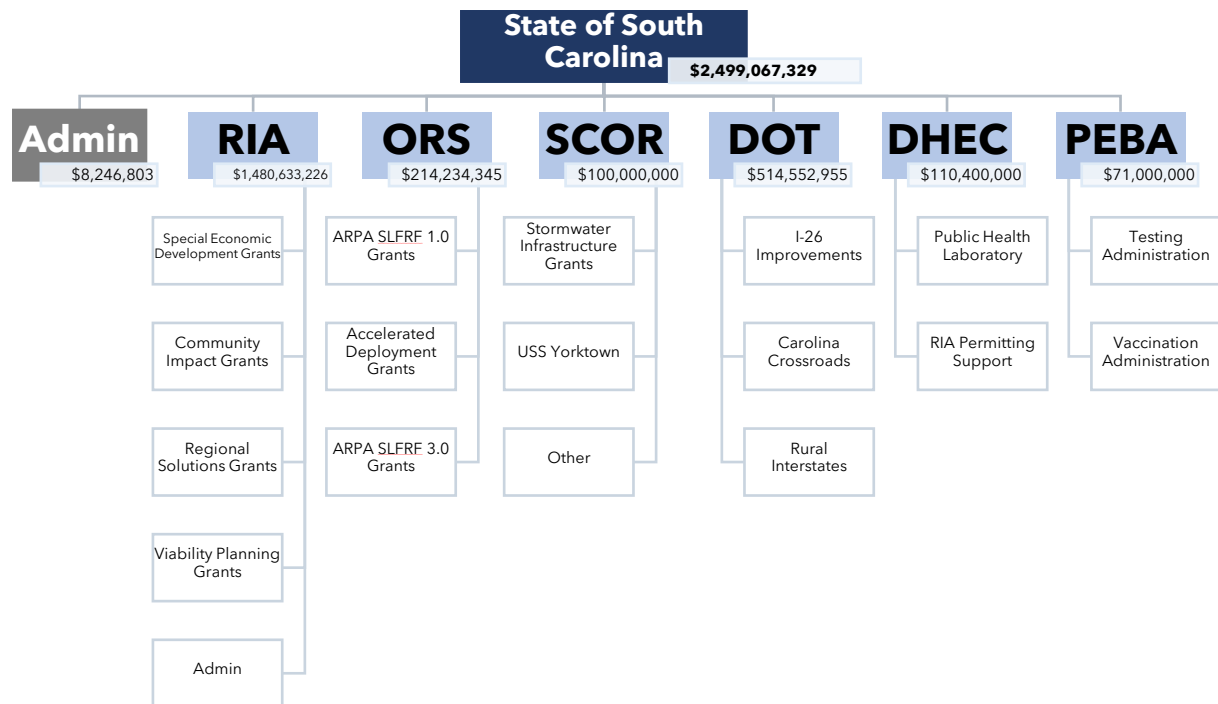 State of South
Carolina
$2,499,067,329
Admin
$8,246,803
RIA
$1,480,633,226
ORS
$214,234,345
SCOR
$100,000,000
DOT
$514,552,955
DHEC
$110,400,000
PEBA
$71,000,000
Special Economic
Development Grants
Community
Impact Grants
Regional
Solutions Grants
Viability Planning
Grants
Admin
ARPA SLFRF 1.0
Grants
Accelerated
Deployment
Grants
ARPA SLFRF 3.0
Grants
Stormwater
Infrastructure
Grants
USS Yorktown
Other
I-26
Improvements
Carolina
Crossroads
Rural
Interstates
Public Health
Laboratory
RIA Permitting
Support
Testing
Administration
Vaccination
Administration